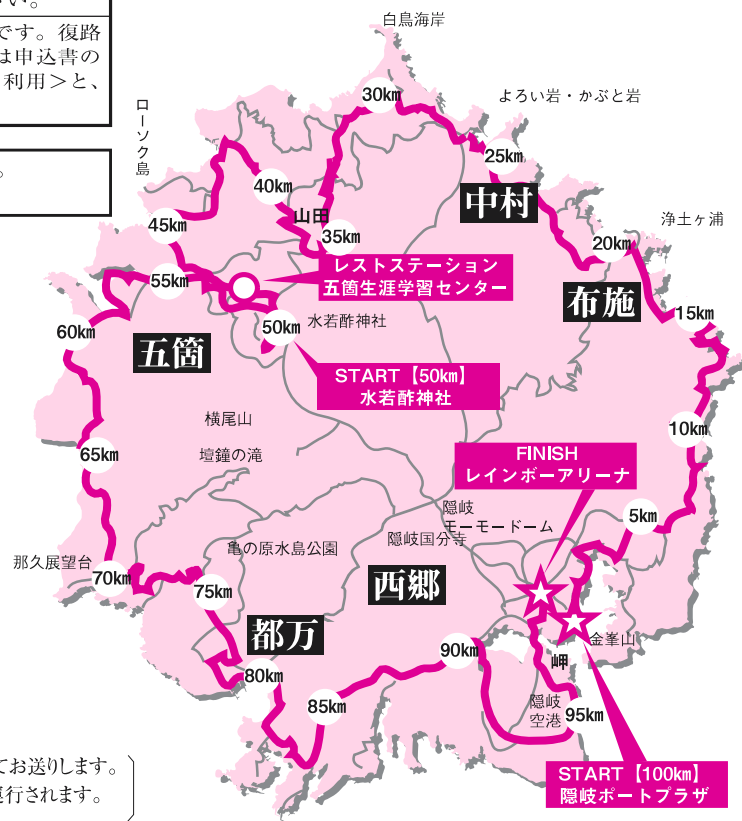 さい。
です。復路
は申込書の
利用＞と、
。
白鳥海岸
ローソク島
30km
よろい岩・かぶと岩
25km
中村
40km
山田
35km
45km
浄土ヶ浦
20km
布施
15km
55km
レストステーション
五箇生涯学習センター
60km
五箇
50km
水若酢神社
START【50km】
水若酢神社
横尾山
壇鐘の滝
65km
10km
FINISH
レインボーアリーナ
5km
隠岐
モーモードーム
隠岐国分寺
亀の原水鳥公園
那久展望台
70km
75km
西郷
都万
80km
85km
90km
金峯山
岬
隠岐
空港
95km
START【100km】
隠岐ポートプラザ
てお送りします。
運行されます。